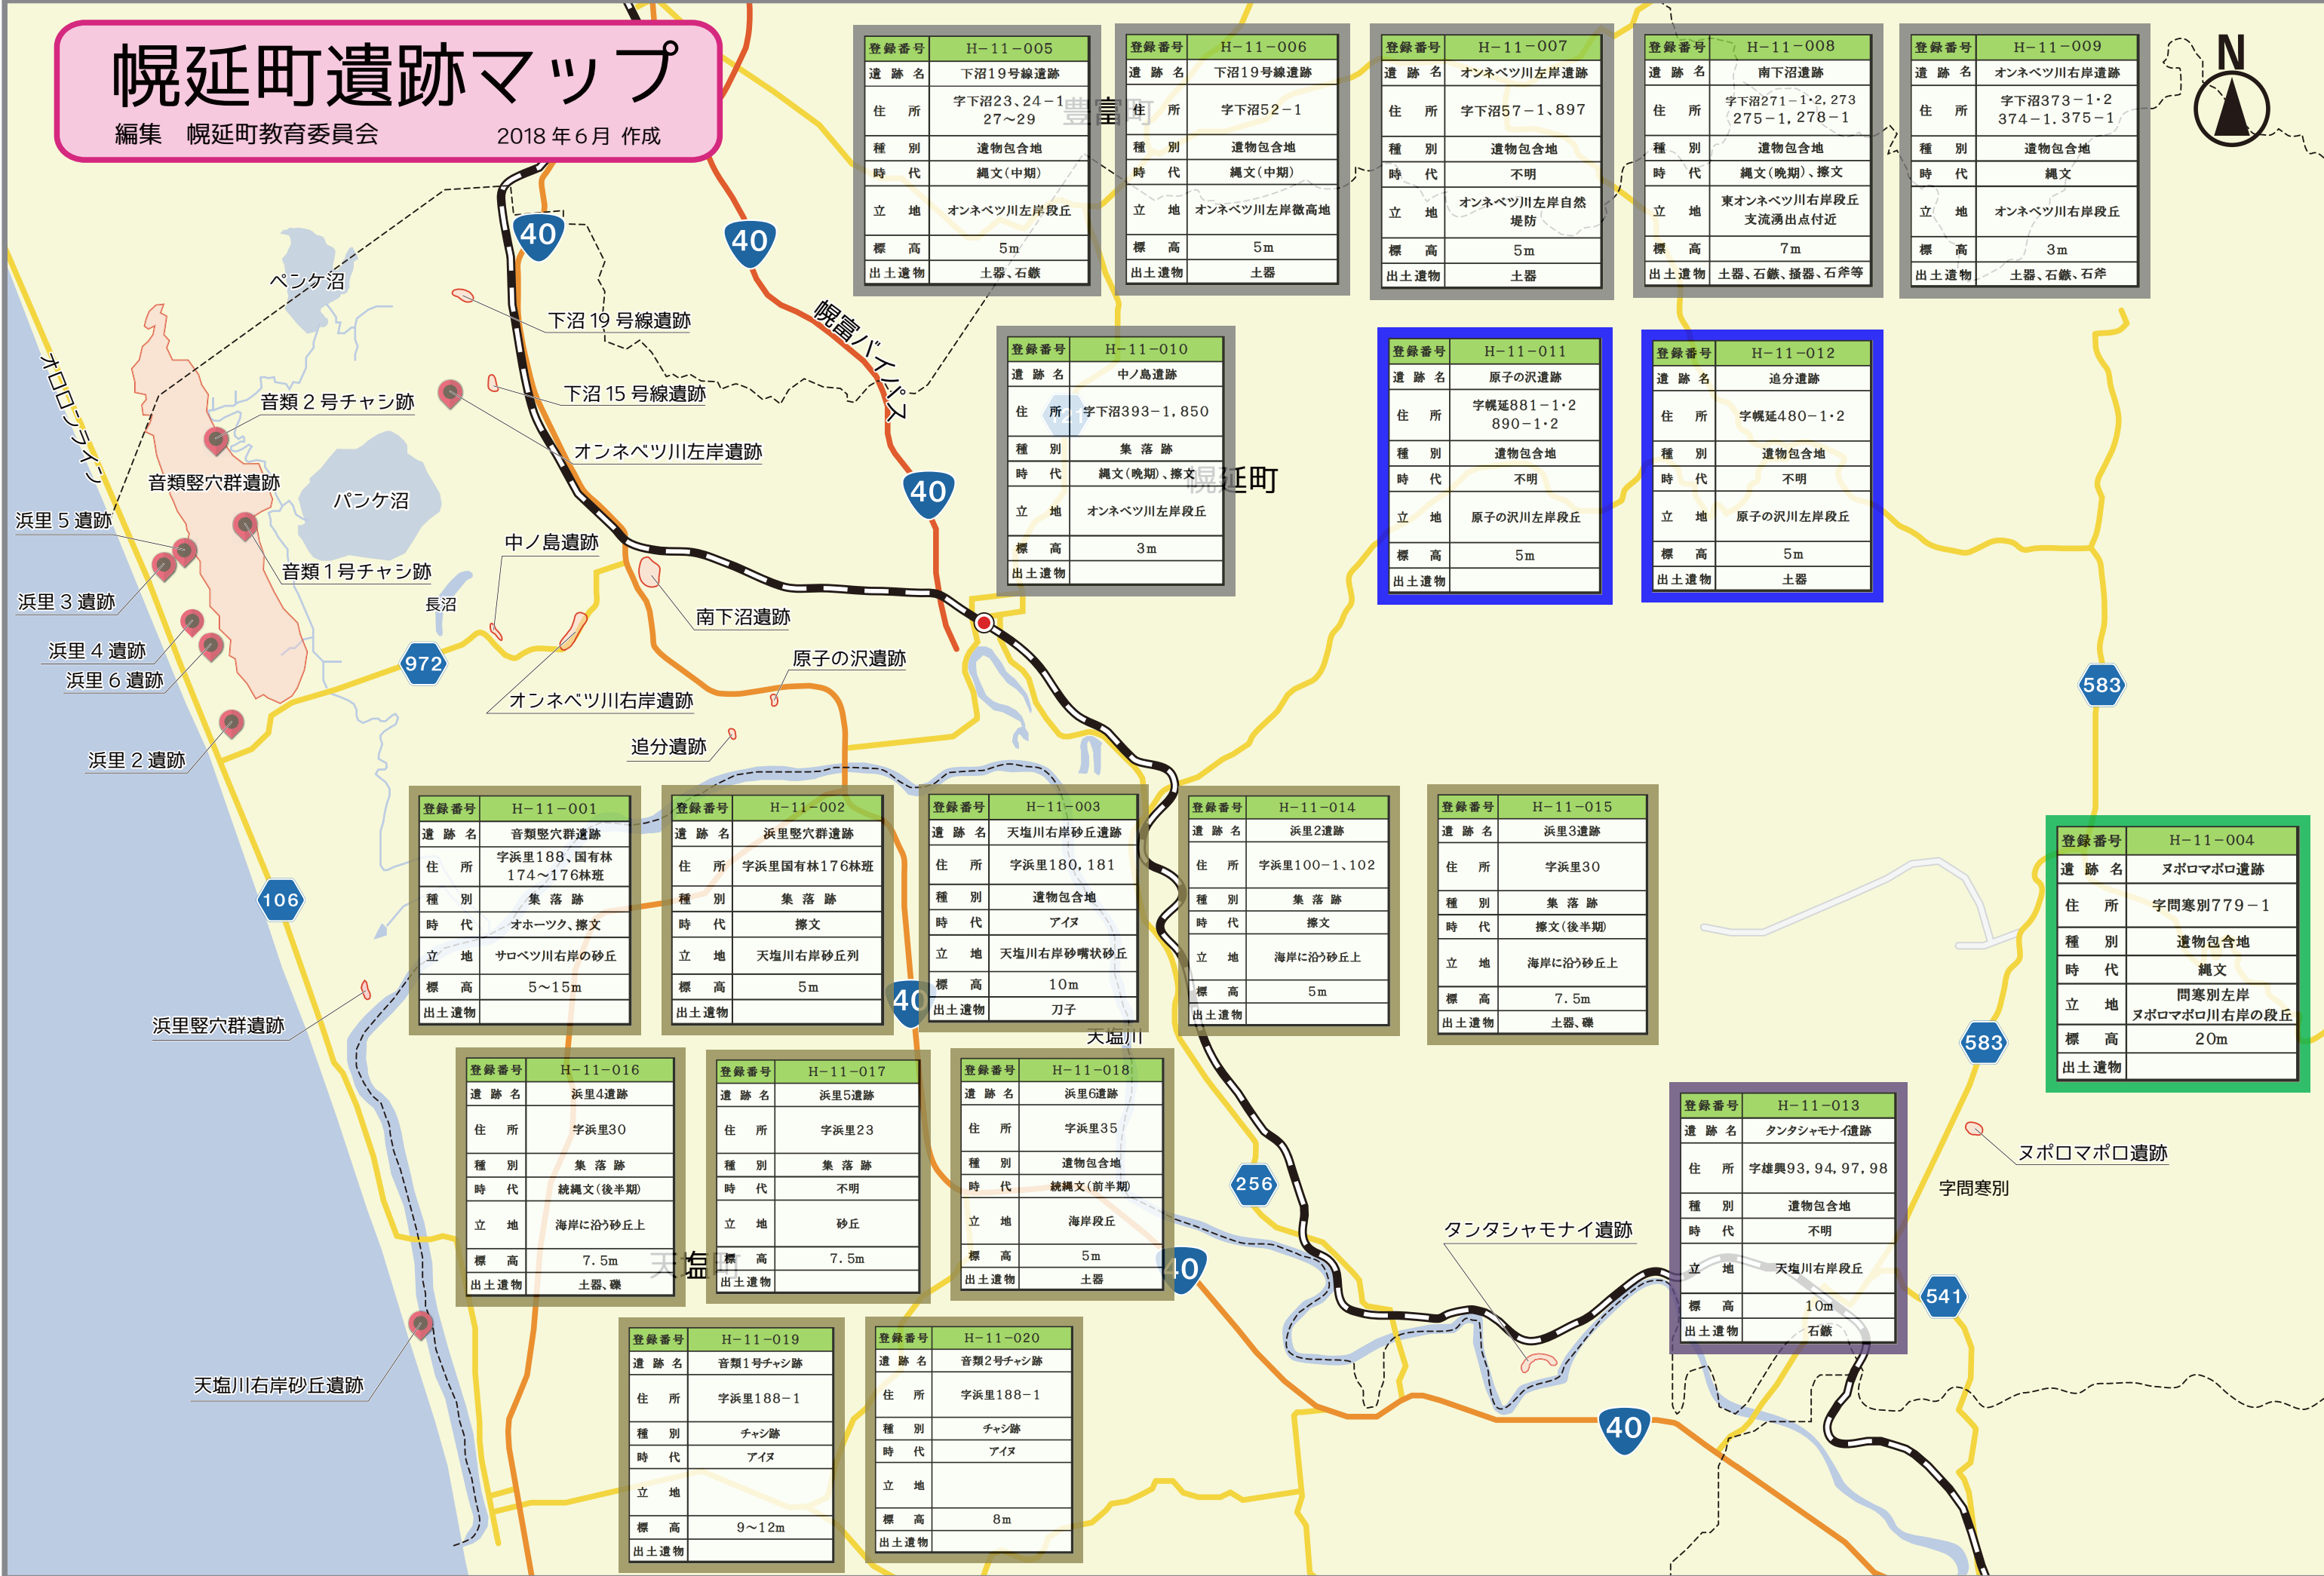 幌延町遺跡マップ
編集　幌延町教育委員会　2018年6月 作成
N
登録番号 H-11-005
遺跡名 下沼19号線遺跡
住所 字下沼23、24-1
27～29
種別 遺物包含地
時代 縄文(中期)
立地 オンネベツ川左岸段丘
標高 5m
出土遺物 土器、石鏃
登録番号 H-11-006
遺跡名 下沼19号線遺跡
住所 字下沼52-1
種別 遺物包含地
時代 縄文(中期)
立地 オンネベツ川左岸微高地
標高 5m
出土遺物 土器
登録番号 H-11-007
遺跡名 オンネベツ川左岸遺跡
住所 字下沼57-1、897
種別 遺物包含地
時代 不明
立地 オンネベツ川左岸自然
堤防
標高 5m
出土遺物 土器
登録番号 H-11-008
遺跡名 南下沼遺跡
住所 字下沼271-1・2, 273
275-1, 278-1
種別 遺物包含地
時代 縄文(晩期)、擦文
立地 東オンネベツ川右岸段丘
支流湧出点付近
標高 7m
出土遺物 土器、石鏃、掻器、石斧等
登録番号 H-11-009
遺跡名 オンネベツ川右岸遺跡
住所 字下沼373-1・2
374-1. 375-1
種別 遺物包含地
時代 縄文
立地 オンネベツ川右岸段丘
標高 3m
出土遺物 土器、石鏃、石斧
豊富町
40
40
幌富バイパス
ペンケ沼
下沼19号線遺跡
下沼15号線遺跡
オロロンライン
音類2号チャシ跡
オンネベツ川左岸遺跡
音類竪穴群遺跡
パンケ沼
40
浜里5遺跡
中ノ島遺跡
音類1号チャシ跡
浜里3遺跡
長沼
南下沼遺跡
浜里4遺跡
972
原子の沢遺跡
浜里6遺跡
オンネベツ川右岸遺跡
追分遺跡
浜里2遺跡
登録番号 H-11-010
遺跡名 中ノ島遺跡
住所 字下沼393-1, 850
種別 集落跡
時代 縄文(晩期)、擦文
立地 オンネベツ川左岸段丘
標高 3m
出土遺物
121
幌延町
登録番号 H-11-011
遺跡名 原子の沢遺跡
住所 字幌延881-1・2
890-1・2
種別 遺物包含地
時代 不明
立地 原子の沢川左岸段丘
標高 5m
出土遺物
登録番号 H-11-012
遺跡名 追分遺跡
住所 字幌延480-1・2
種別 遺物包含地
時代 不明
立地 原子の沢川左岸段丘
標高 5m
出土遺物 土器
583
登録番号 H-11-001
遺跡名 音類竪穴群遺跡
住所 字浜里188、国有林
174～176林班
種別 集落跡
時代 オホーツク、擦文
立地 サロベツ川右岸の砂丘
標高 5～15m
出土遺物
登録番号 H-11-002
遺跡名 浜里竪穴群遺跡
住所 字浜里国有林176林班
種別 集落跡
時代 擦文
立地 天塩川右岸砂丘列
標高 5m
出土遺物
登録番号 H-11-003
遺跡名 天塩川右岸砂丘遺跡
住所 字浜里180, 181
種別 遺物包含地
時代 アイヌ
立地 天塩川右岸砂嘴状砂丘
標高 10m
出土遺物 刀子
登録番号 H-11-014
遺跡名 浜里2遺跡
住所 字浜里100-1、102
種別 集落跡
時代 擦文
立地 海岸に沿う砂丘上
標高 5m
出土遺物
登録番号 H-11-015
遺跡名 浜里3遺跡
住所 字浜里30
種別 集落跡
時代 擦文(後半期)
立地 海岸に沿う砂丘上
標高 7.5m
出土遺物 土器、礫
登録番号 H-11-004
遺跡名 ヌポロマポロ遺跡
住所 字問寒別779-1
種別 遺物包含地
時代 縄文
立地 問寒別左岸
ヌポロマポロ川右岸の段丘
標高 20m
出土遺物
106
40
天塩川
浜里竪穴群遺跡
583
登録番号 H-11-016
遺跡名 浜里4遺跡
住所 字浜里30
種別 集落跡
時代 続縄文(後半期)
立地 海岸に沿う砂丘上
標高 7.5m
出土遺物 土器、礫
登録番号 H-11-017
遺跡名 浜里5遺跡
住所 字浜里23
種別 集落跡
時代 不明
立地 砂丘
標高 7.5m
出土遺物
登録番号 H-11-018
遺跡名 浜里6遺跡
住所 字浜里35
種別 遺物包含地
時代 続縄文(前半期)
立地 海岸段丘
標高 5m
出土遺物 土器
登録番号 H-11-013
遺跡名 タンタシャモナイ遺跡
住所 字雄興93, 94, 97, 98
種別 遺物包含地
時代 不明
立地 天塩川右岸段丘
標高 10m
出土遺物 石鏃
ヌポロマポロ遺跡
字問寒別
256
タンタシャモナイ遺跡
天塩町
40
541
天塩川右岸砂丘遺跡
40
登録番号 H-11-019
遺跡名 音類1号チャシ跡
住所 字浜里188-1
種別 チャシ跡
時代 アイヌ
立地
標高 9～12m
出土遺物
登録番号 H-11-020
遺跡名 音類2号チャシ跡
住所 字浜里188-1
種別 チャシ跡
時代 アイヌ
立地
標高 8m
出土遺物